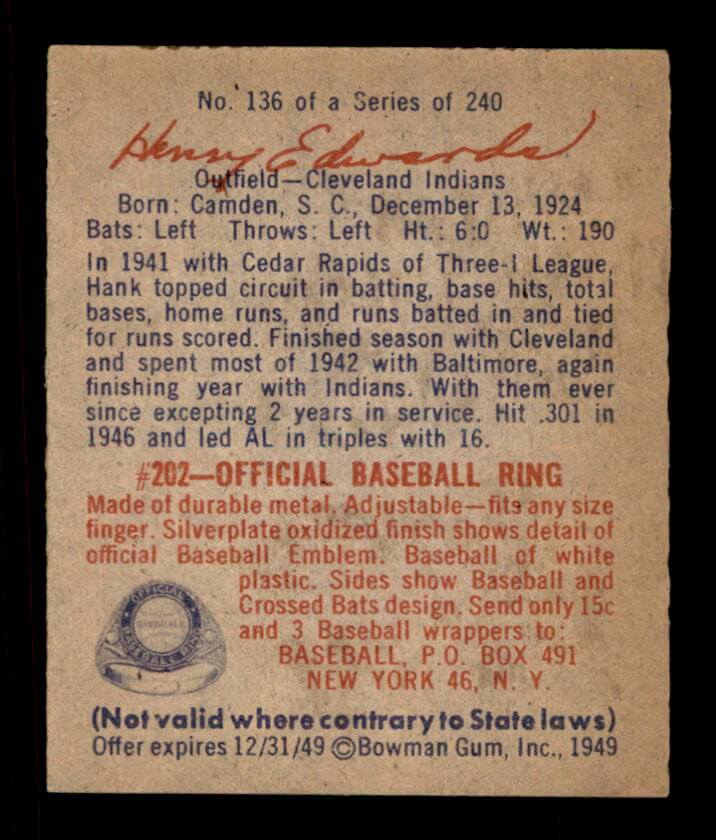 No. 136 of a Series of 240
Henry Edwards
Outfield—Cleveland Indians
Born: Camden, S. C., December 13, 1924
Bats: Left Throws: Left Ht.: 6:0 Wt.: 190
In 1941 with Cedar Rapids of Three-I League,
Hank topped circuit in batting, base hits, total
bases, home runs, and runs batted in and tied
for runs scored. Finished season with Cleveland
and spent most of 1942 with Baltimore, again
finishing year with Indians. With them ever
since excepting 2 years in service. Hit .301 in
1946 and led AL in triples with 16.
#202—OFFICIAL BASEBALL RING
Made of durable metal. Adjustable—fits any size
finger. Silverplate oxidized finish shows detail of
official Baseball Emblem. Baseball of white
plastic. Sides show Baseball and
Crossed Bats design. Send only 15c
and 3 Baseball wrappers to:
BASEBALL, P.O. BOX 491
NEW YORK 46, N. Y.
OFFICIAL
BASEBALL RING
(Not valid where contrary to State laws)
Offer expires 12/31/49 ©Bowman Gum, Inc., 1949